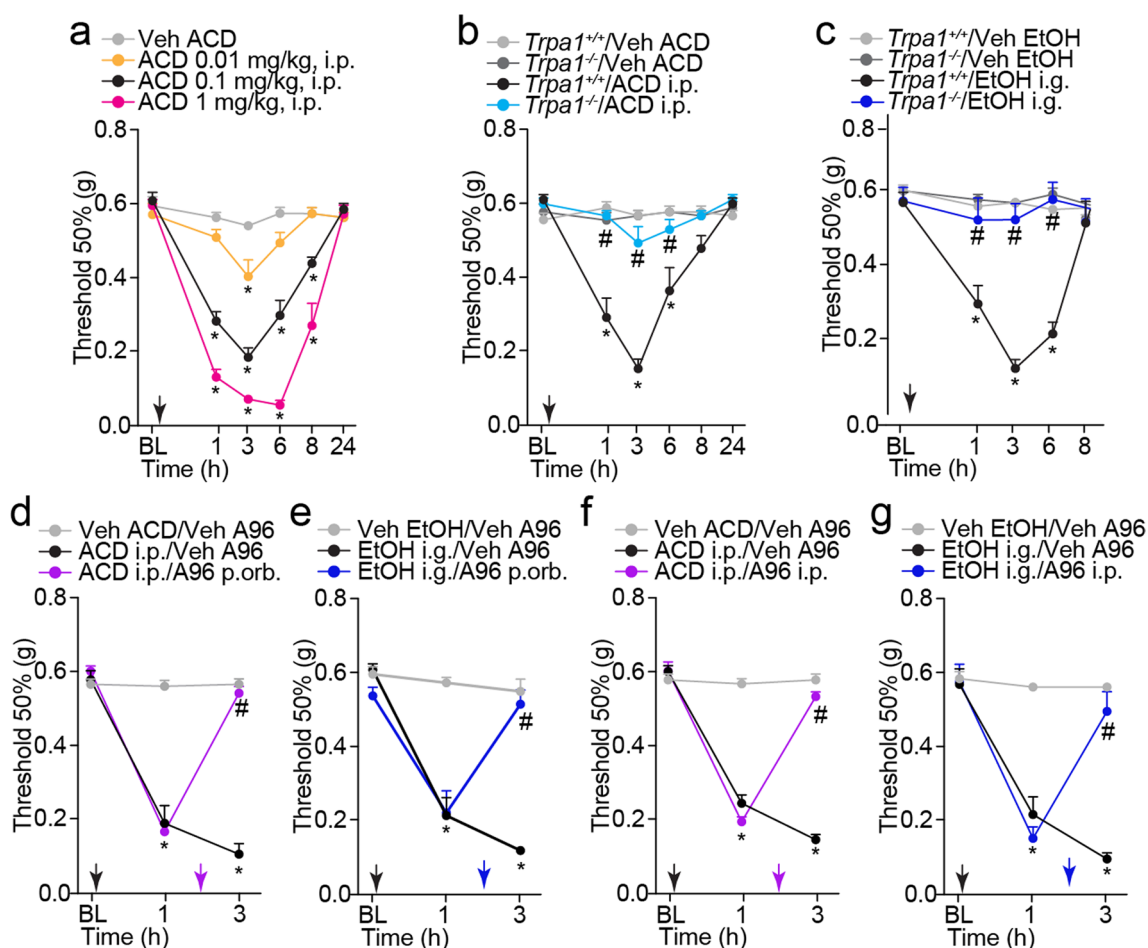 a
Veh ACD
ACD 0.01 mg/kg, i.p.
ACD 0.1 mg/kg, i.p.
ACD 1 mg/kg, i.p.
Threshold 50% (g)
0.8
0.6
0.4
0.2
0.0
* * * * * * * *
BL 1 3 6 8 24
Time (h)
b
Trpa1+/+/Veh ACD
Trpa1-/-/Veh ACD
Trpa1+/+/ACD i.p.
Trpa1-/-/ACD i.p.
Threshold 50% (g)
0.8
0.6
0.4
0.2
0.0
# # #
* * *
BL 1 3 6 8 24
Time (h)
c
Trpa1+/+/Veh EtOH
Trpa1-/-/Veh EtOH
Trpa1+/+/EtOH i.g.
Trpa1-/-/EtOH i.g.
Threshold 50% (g)
0.8
0.6
0.4
0.2
0.0
# # #
* * *
BL 1 3 6 8
Time (h)
d
Veh ACD/Veh A96
ACD i.p./Veh A96
ACD i.p./A96 p.orb.
Threshold 50% (g)
0.8
0.6
0.4
0.2
0.0
#
* *
BL 1 3
Time (h)
e
Veh EtOH/Veh A96
EtOH i.g./Veh A96
EtOH i.g./A96 p.orb.
Threshold 50% (g)
0.8
0.6
0.4
0.2
0.0
#
* *
BL 1 3
Time (h)
f
Veh ACD/Veh A96
ACD i.p./Veh A96
ACD i.p./A96 i.p.
Threshold 50% (g)
0.8
0.6
0.4
0.2
0.0
#
* *
BL 1 3
Time (h)
g
Veh EtOH/Veh A96
EtOH i.g./Veh A96
EtOH i.g./A96 i.p.
Threshold 50% (g)
0.8
0.6
0.4
0.2
0.0
#
* *
BL 1 3
Time (h)